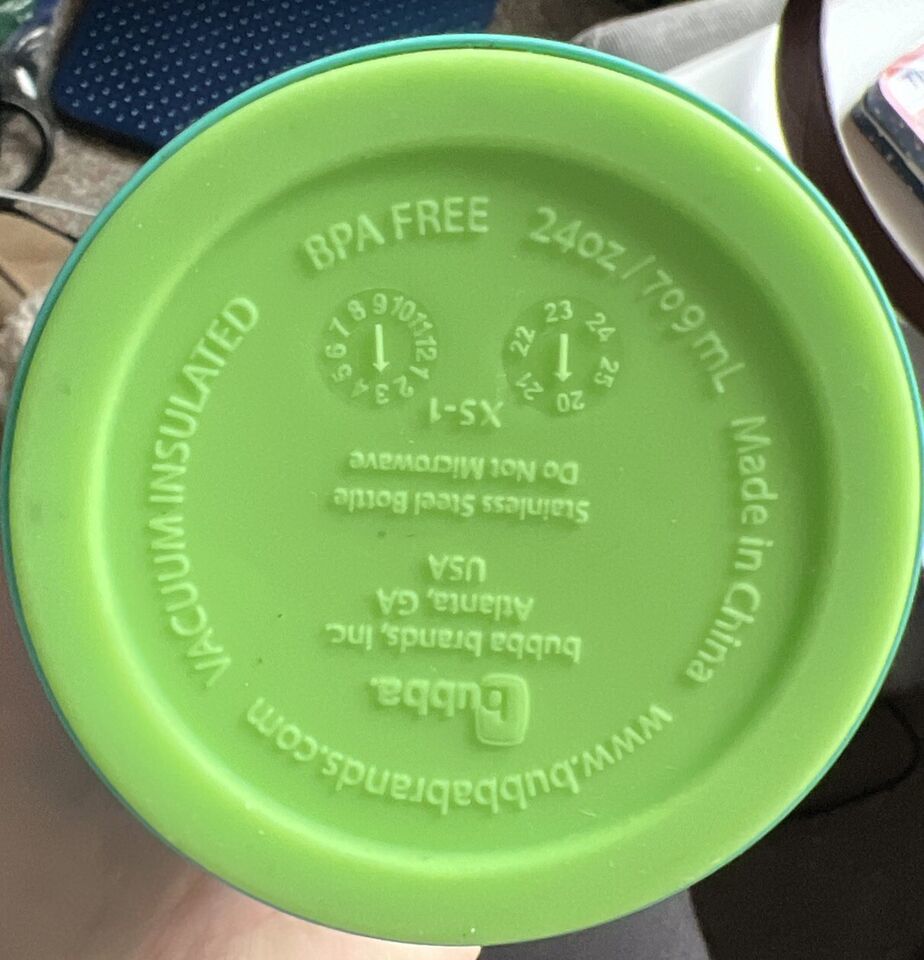 BPA FREE
24oz / 709 mL
Made in China
www.bubbabrands.com
VACUUM INSULATED
1 2 3 4 5 6 7 8 9 10 11 12
20 21 22 23 24 25
XS-1
Do Not Microwave
Stainless Steel Bottle
bubba.
bubba brands, inc.
Atlanta, GA
USA